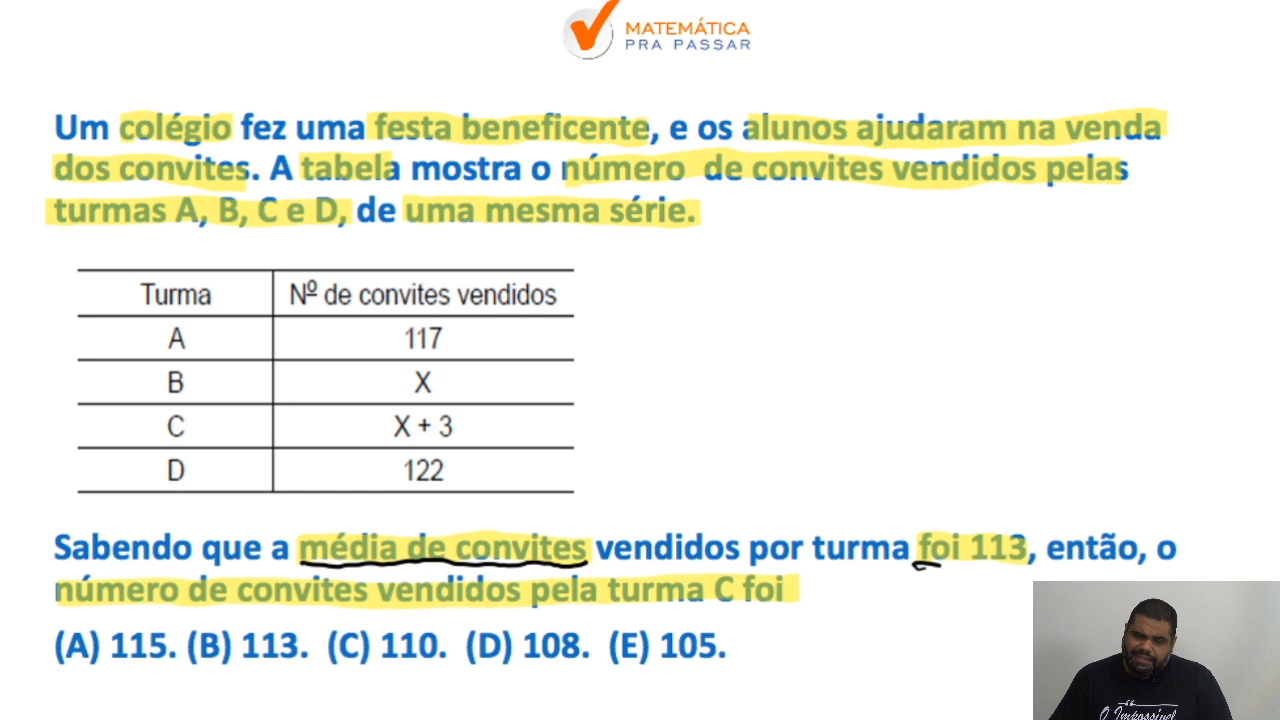 MATEMÁTICA
PRA PASSAR
Um colégio fez uma festa beneficente, e os alunos ajudaram na venda
dos convites. A tabela mostra o número de convites vendidos pelas
turmas A, B, C e D, de uma mesma série.
Turma Nº de convites vendidos
A 117
B X
C X + 3
D 122
Sabendo que a média de convites vendidos por turma foi 113, então, o
número de convites vendidos pela turma C foi
(A) 115. (B) 113. (C) 110. (D) 108. (E) 105.
O Impossível